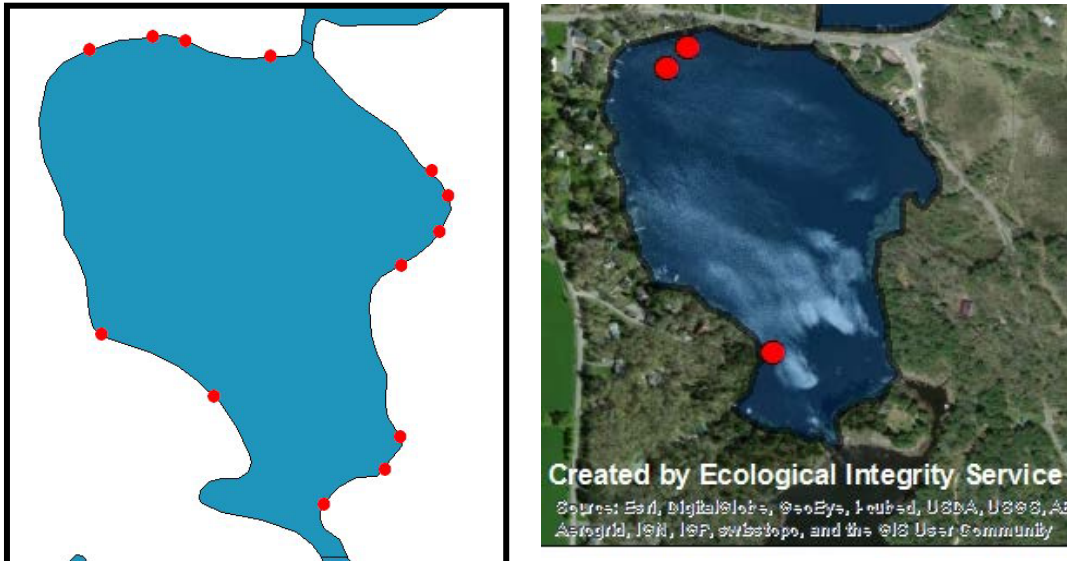 Created by Ecological Integrity Service
Source: Esri, DigitalGlobe, GeoEye, i-cubed, USDA, USGS, AE
Aerogrid, IGN, IGP, swisstopo, and the GIS User Community